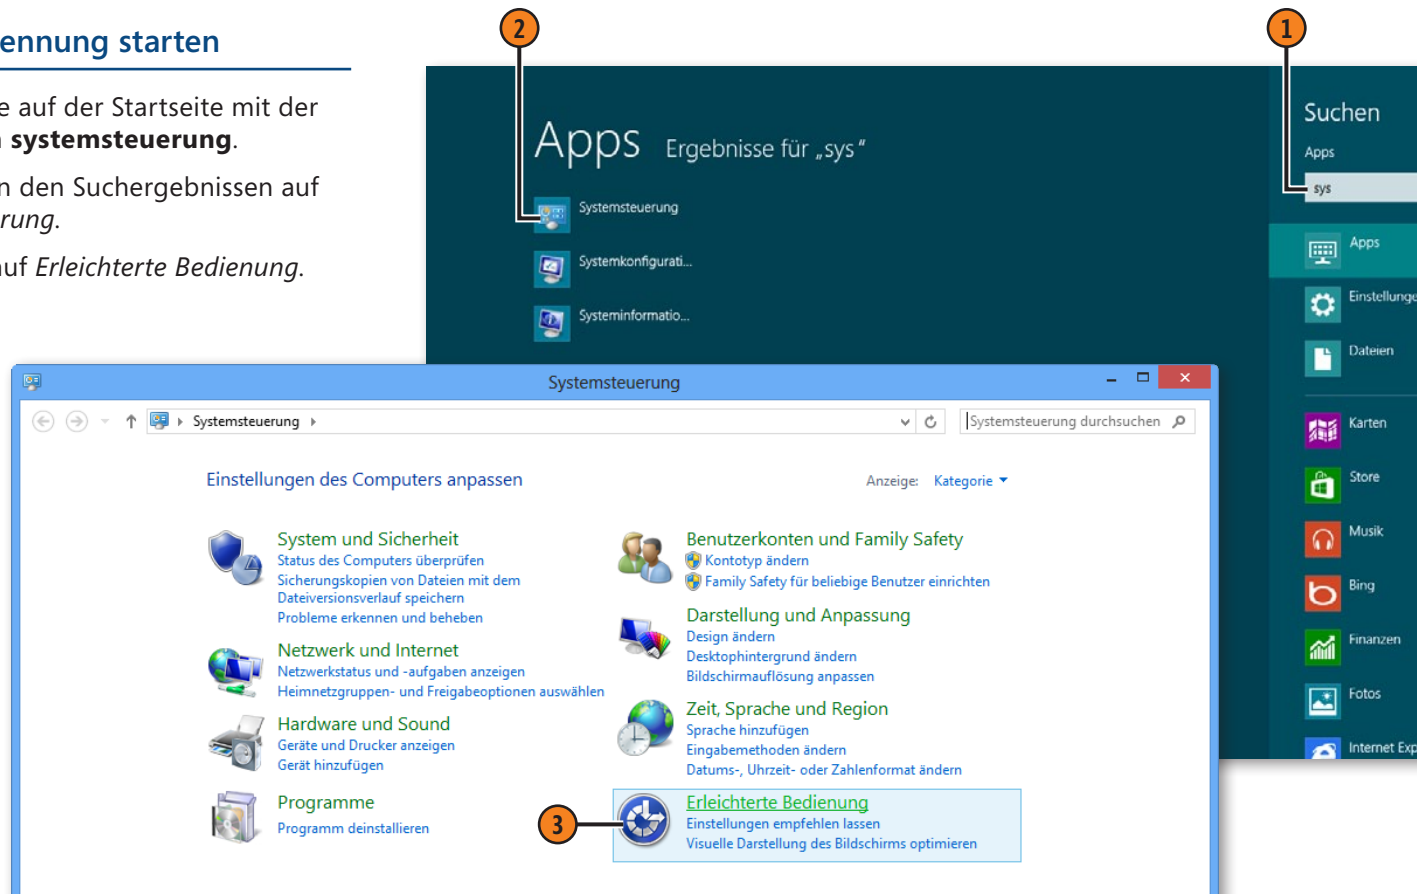 ennung starten
e auf der Startseite mit der
systemsteuerung.
n den Suchergebnissen auf
rung.
auf Erleichterte Bedienung.
2
1
Apps Ergebnisse für „sys"
Systemsteuerung
Systemkonfigurati...
Systeminformatio...
Suchen
Apps
sys
Apps
Einstellunge
Dateien
Karten
Store
Musik
Bing
Finanzen
Fotos
Internet Exp
Systemsteuerung
Systemsteuerung
Systemsteuerung durchsuchen
Einstellungen des Computers anpassen
Anzeige: Kategorie
System und Sicherheit
Status des Computers überprüfen
Sicherungskopien von Dateien mit dem
Dateiversionsverlauf speichern
Probleme erkennen und beheben
Netzwerk und Internet
Netzwerkstatus und -aufgaben anzeigen
Heimnetzgruppen- und Freigabeoptionen auswählen
Hardware und Sound
Geräte und Drucker anzeigen
Gerät hinzufügen
Programme
Programm deinstallieren
Benutzerkonten und Family Safety
Kontotyp ändern
Family Safety für beliebige Benutzer einrichten
Darstellung und Anpassung
Design ändern
Desktophintergrund ändern
Bildschirmauflösung anpassen
Zeit, Sprache und Region
Sprache hinzufügen
Eingabemethoden ändern
Datums-, Uhrzeit- oder Zahlenformat ändern
3
Erleichterte Bedienung
Einstellungen empfehlen lassen
Visuelle Darstellung des Bildschirms optimieren